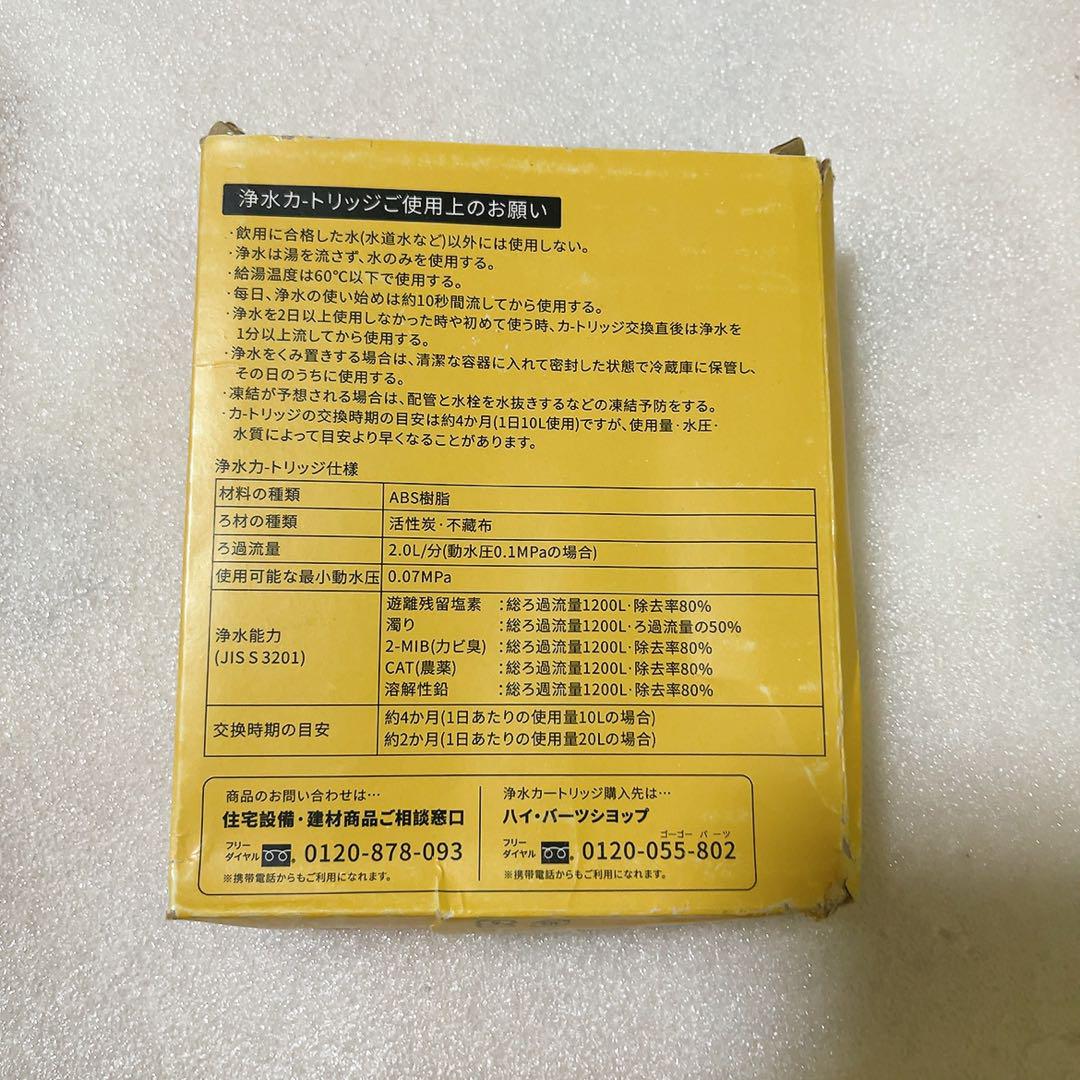 浄水カ-トリッジご使用上のお願い
・飲用に合格した水(水道水など)以外には使用しない。
・浄水は湯を流さず、水のみを使用する。
・給湯温度は60℃以下で使用する。
・毎日、浄水の使い始めは約10秒間流してから使用する。
・浄水を2日以上使用しなかった時や初めて使う時、カ-トリッジ交換直後は浄水を
1分以上流してから使用する。
・浄水をくみ置きする場合は、清潔な容器に入れて密封した状態で冷蔵庫に保管し、
その日のうちに使用する。
・凍結が予想される場合は、配管と水栓を水抜きするなどの凍結予防をする。
・カ-トリッジの交換時期の目安は約4か月(1日10L使用)ですが、使用量・水圧・
水質によって目安より早くなることがあります。
浄水カ-トリッジ仕様
材料の種類 ABS樹脂
ろ材の種類 活性炭・不藏布
ろ過流量 2.0L/分(動水圧0.1MPaの場合)
使用可能な最小動水圧 0.07MPa
浄水能力
(JIS S 3201)
遊離残留塩素 :総ろ過流量1200L・除去率80%
濁り :総ろ過流量1200L・ろ過流量の50%
2-MIB(カビ臭) :総ろ過流量1200L・除去率80%
CAT(農薬) :総ろ過流量1200L・除去率80%
溶解性鉛 :総ろ週流量1200L・除去率80%
交換時期の目安
約4か月(1日あたりの使用量10Lの場合)
約2か月(1日あたりの使用量20Lの場合)
商品のお問い合わせは…
住宅設備・建材商品ご相談窓口
フリーダイヤル 0120-878-093
※携帯電話からもご利用になれます。
浄水カートリッジ購入先は…
ハイ・パーツショップ
ゴーゴー パーツ
フリーダイヤル 0120-055-802
※携帯電話からもご利用になれます。